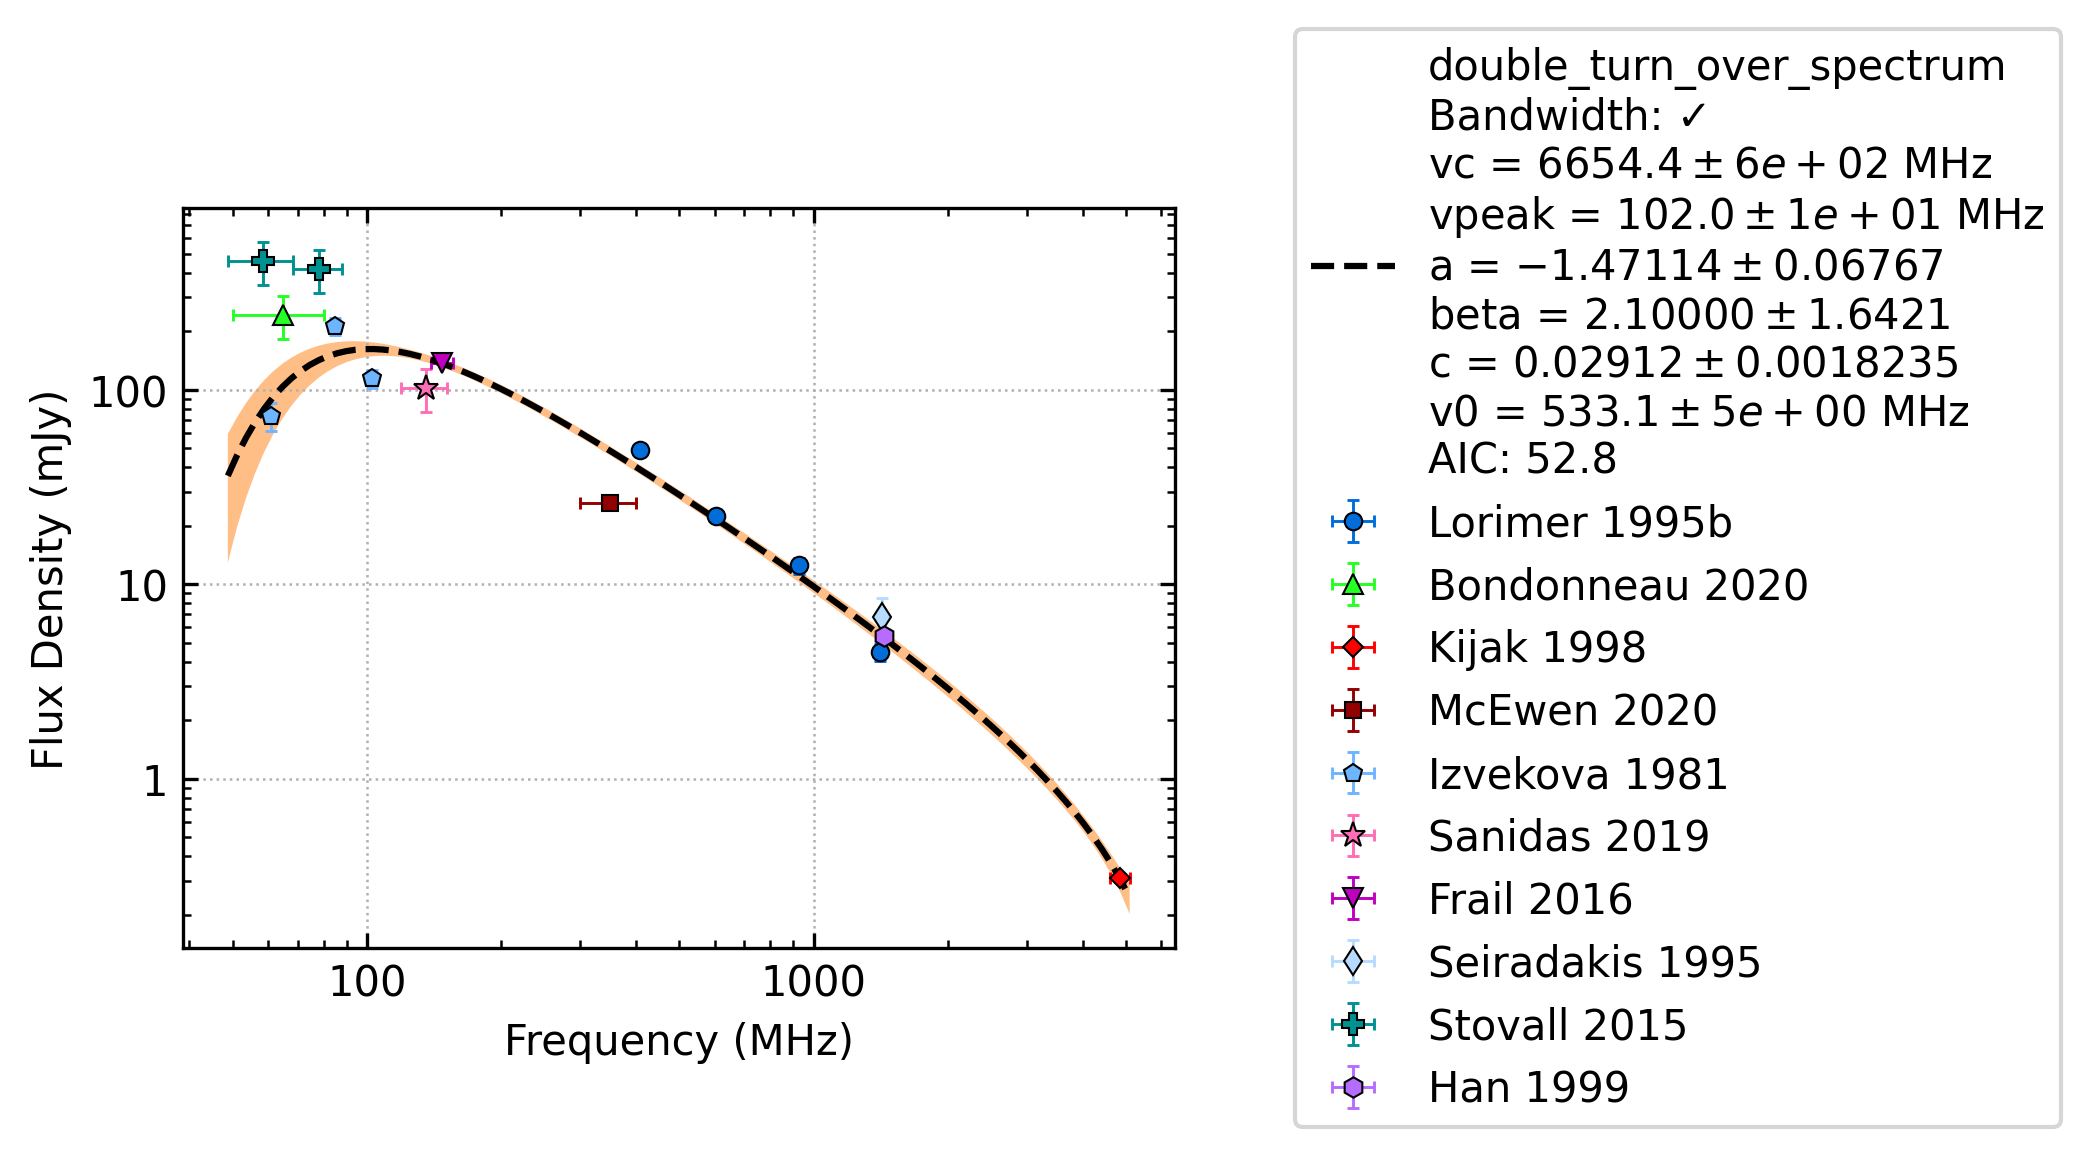 100
10
1
100
1000
Flux Density (mJy)
Frequency (MHz)
double_turn_over_spectrum
Bandwidth: ✓
vc = 6654.4 ± 6e + 02 MHz
vpeak = 102.0 ± 1e + 01 MHz
a = −1.47114 ± 0.06767
beta = 2.10000 ± 1.6421
c = 0.02912 ± 0.0018235
v0 = 533.1 ± 5e + 00 MHz
AIC: 52.8
Lorimer 1995b
Bondonneau 2020
Kijak 1998
McEwen 2020
Izvekova 1981
Sanidas 2019
Frail 2016
Seiradakis 1995
Stovall 2015
Han 1999